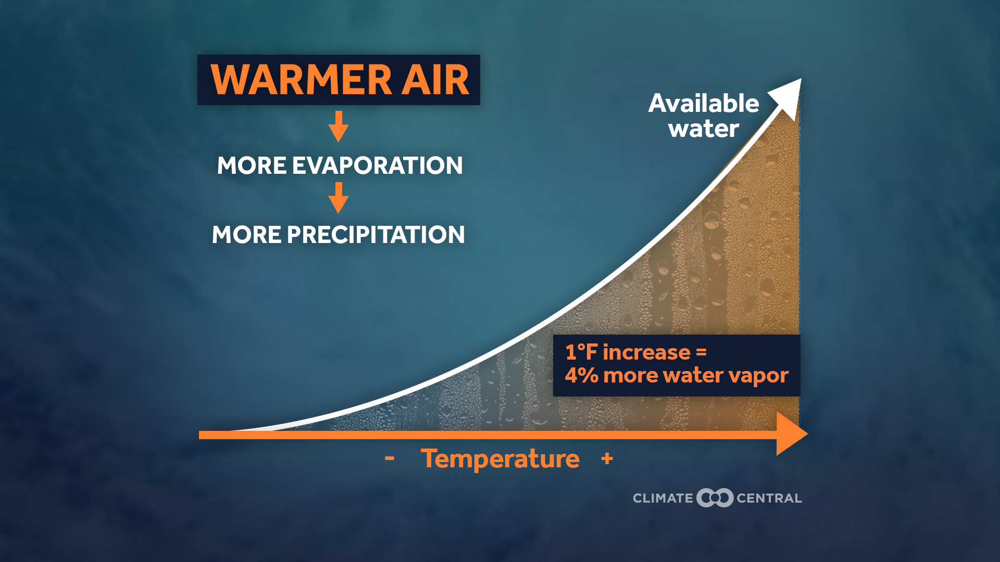 WARMER AIR
MORE EVAPORATION
MORE PRECIPITATION
Available
water
1°F increase =
4% more water vapor
- Temperature +
CLIMATE CENTRAL